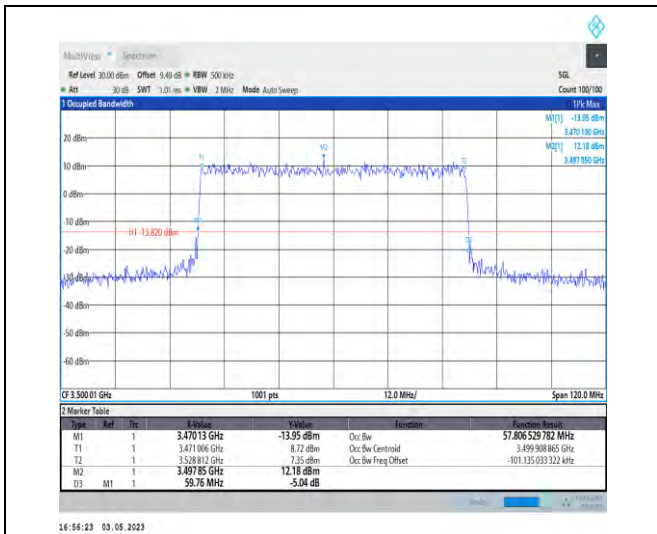 MultiView Spectrum
Ref Level 30.00 dBm Offset 9.49 dB RBW 500 kHz SGL
Att 30 dB SWT 1.01 ms VBW 2 MHz Mode Auto Sweep Count 100/100
1 Occupied Bandwidth 1Pk Max
M1[1] -13.95 dBm
3.470 130 GHz
M2[1] 12.18 dBm
3.497 850 GHz
20 dBm
M2
T1
10 dBm
0 dBm
-10 dBm
H1 -13.820 dBm
-30 dBm
-40 dBm
-50 dBm
-60 dBm
CF 3.500 01 GHz 1001 pts 12.0 MHz/ Span 120.0 MHz
2 Marker Table
Type Ref Trc X-Value Y-Value Function Function Result
M1 1 3.470 13 GHz -13.95 dBm Occ Bw 57.806 529 782 MHz
T1 1 3.471 006 GHz 8.72 dBm Occ Bw Centroid 3.499 908 865 GHz
T2 1 3.528 812 GHz 7.35 dBm Occ Bw Freq Offset -101.135 033 322 kHz
M2 1 3.497 85 GHz 12.18 dBm
D3 M1 1 59.76 MHz -5.04 dB
16:56:23 03.05.2023